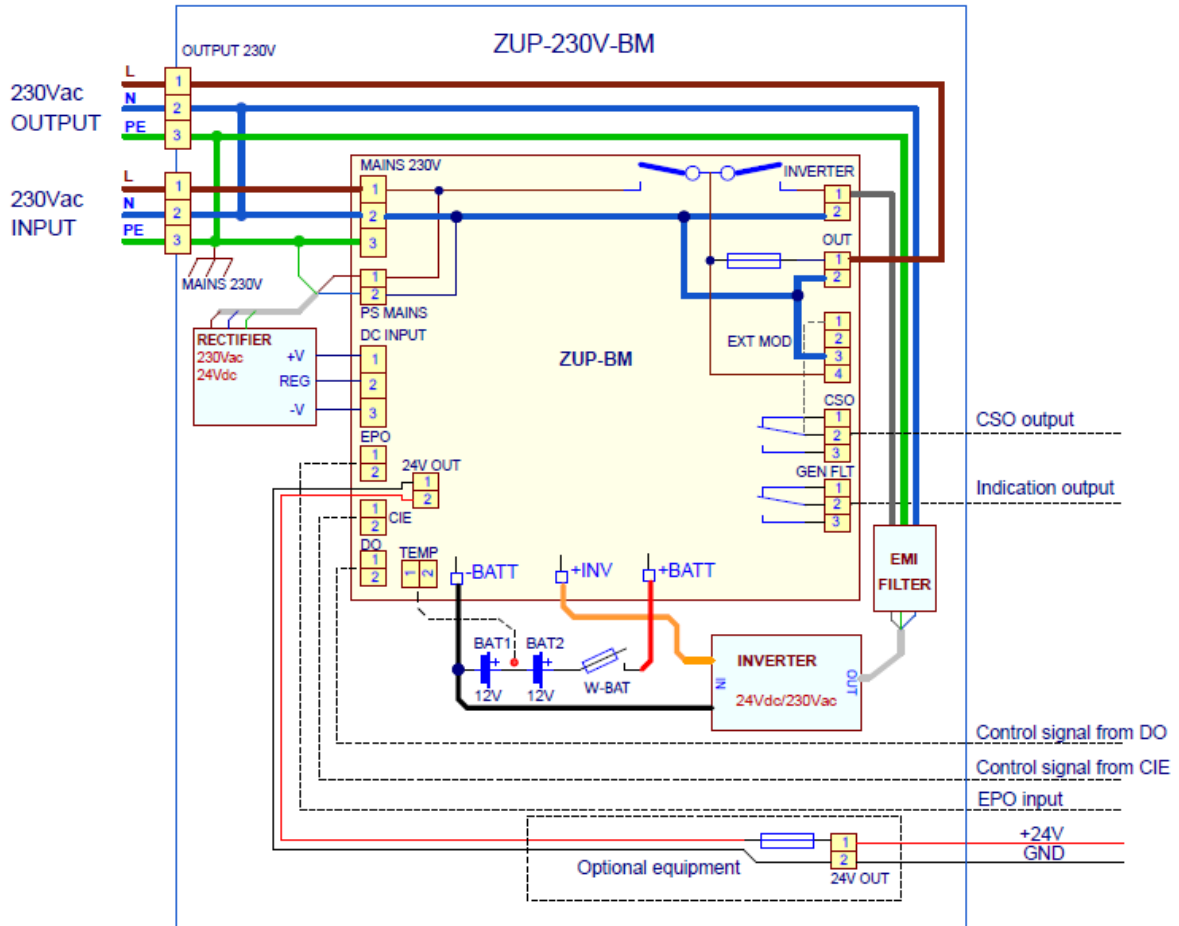 ZUP-230V-BM
OUTPUT 230V
L
230Vac
OUTPUT
N
PE
1
2
3
L
230Vac
INPUT
N
PE
1
2
3
MAINS 230V
MAINS 230V
1
2
3
1
2
PS MAINS
INVERTER
1
2
OUT
1
2
EXT MOD
1
2
3
4
ZUP-BM
RECTIFIER
230Vac
24Vdc
+V
REG
-V
DC INPUT
1
2
3
CSO
1
2
3
CSO output
GEN FLT
1
2
3
Indication output
EPO
1
2
24V OUT
1
2
1
2
CIE
DO
1
2
TEMP
1
2
-BATT
+INV
+BATT
EMI
FILTER
BAT1
+
12V
BAT2
+
12V
W-BAT
INVERTER
24Vdc/230Vac
IN
OUT
Control signal from DO
Control signal from CIE
EPO input
+24V
GND
Optional equipment
1
2
24V OUT